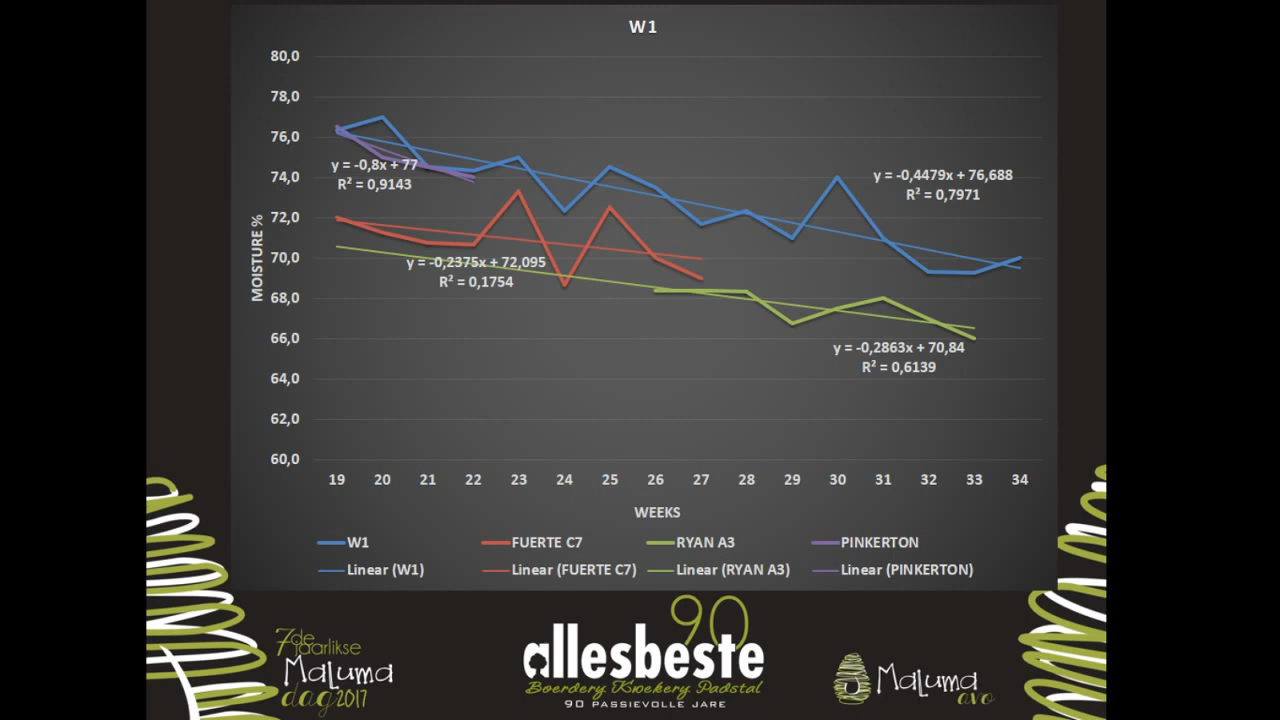 W1
80,0
78,0
76,0
74,0
72,0
70,0
68,0
66,0
64,0
62,0
60,0
MOISTURE %
y = -0,8x + 77
R² = 0,9143
y = -0,4479x + 76,688
R² = 0,7971
y = -0,2375x + 72,095
R² = 0,1754
y = -0,2863x + 70,84
R² = 0,6139
19 20 21 22 23 24 25 26 27 28 29 30 31 32 33 34
WEEKS
W1 FUERTE C7 RYAN A3 PINKERTON
Linear (W1) Linear (FUERTE C7) Linear (RYAN A3) Linear (PINKERTON)
7de
jaarlikse
Maluma
dag 2017
90
allesbeste
Boerdery Kwekery Padstal
90 PASSIEVOLLE JARE
Maluma
avo